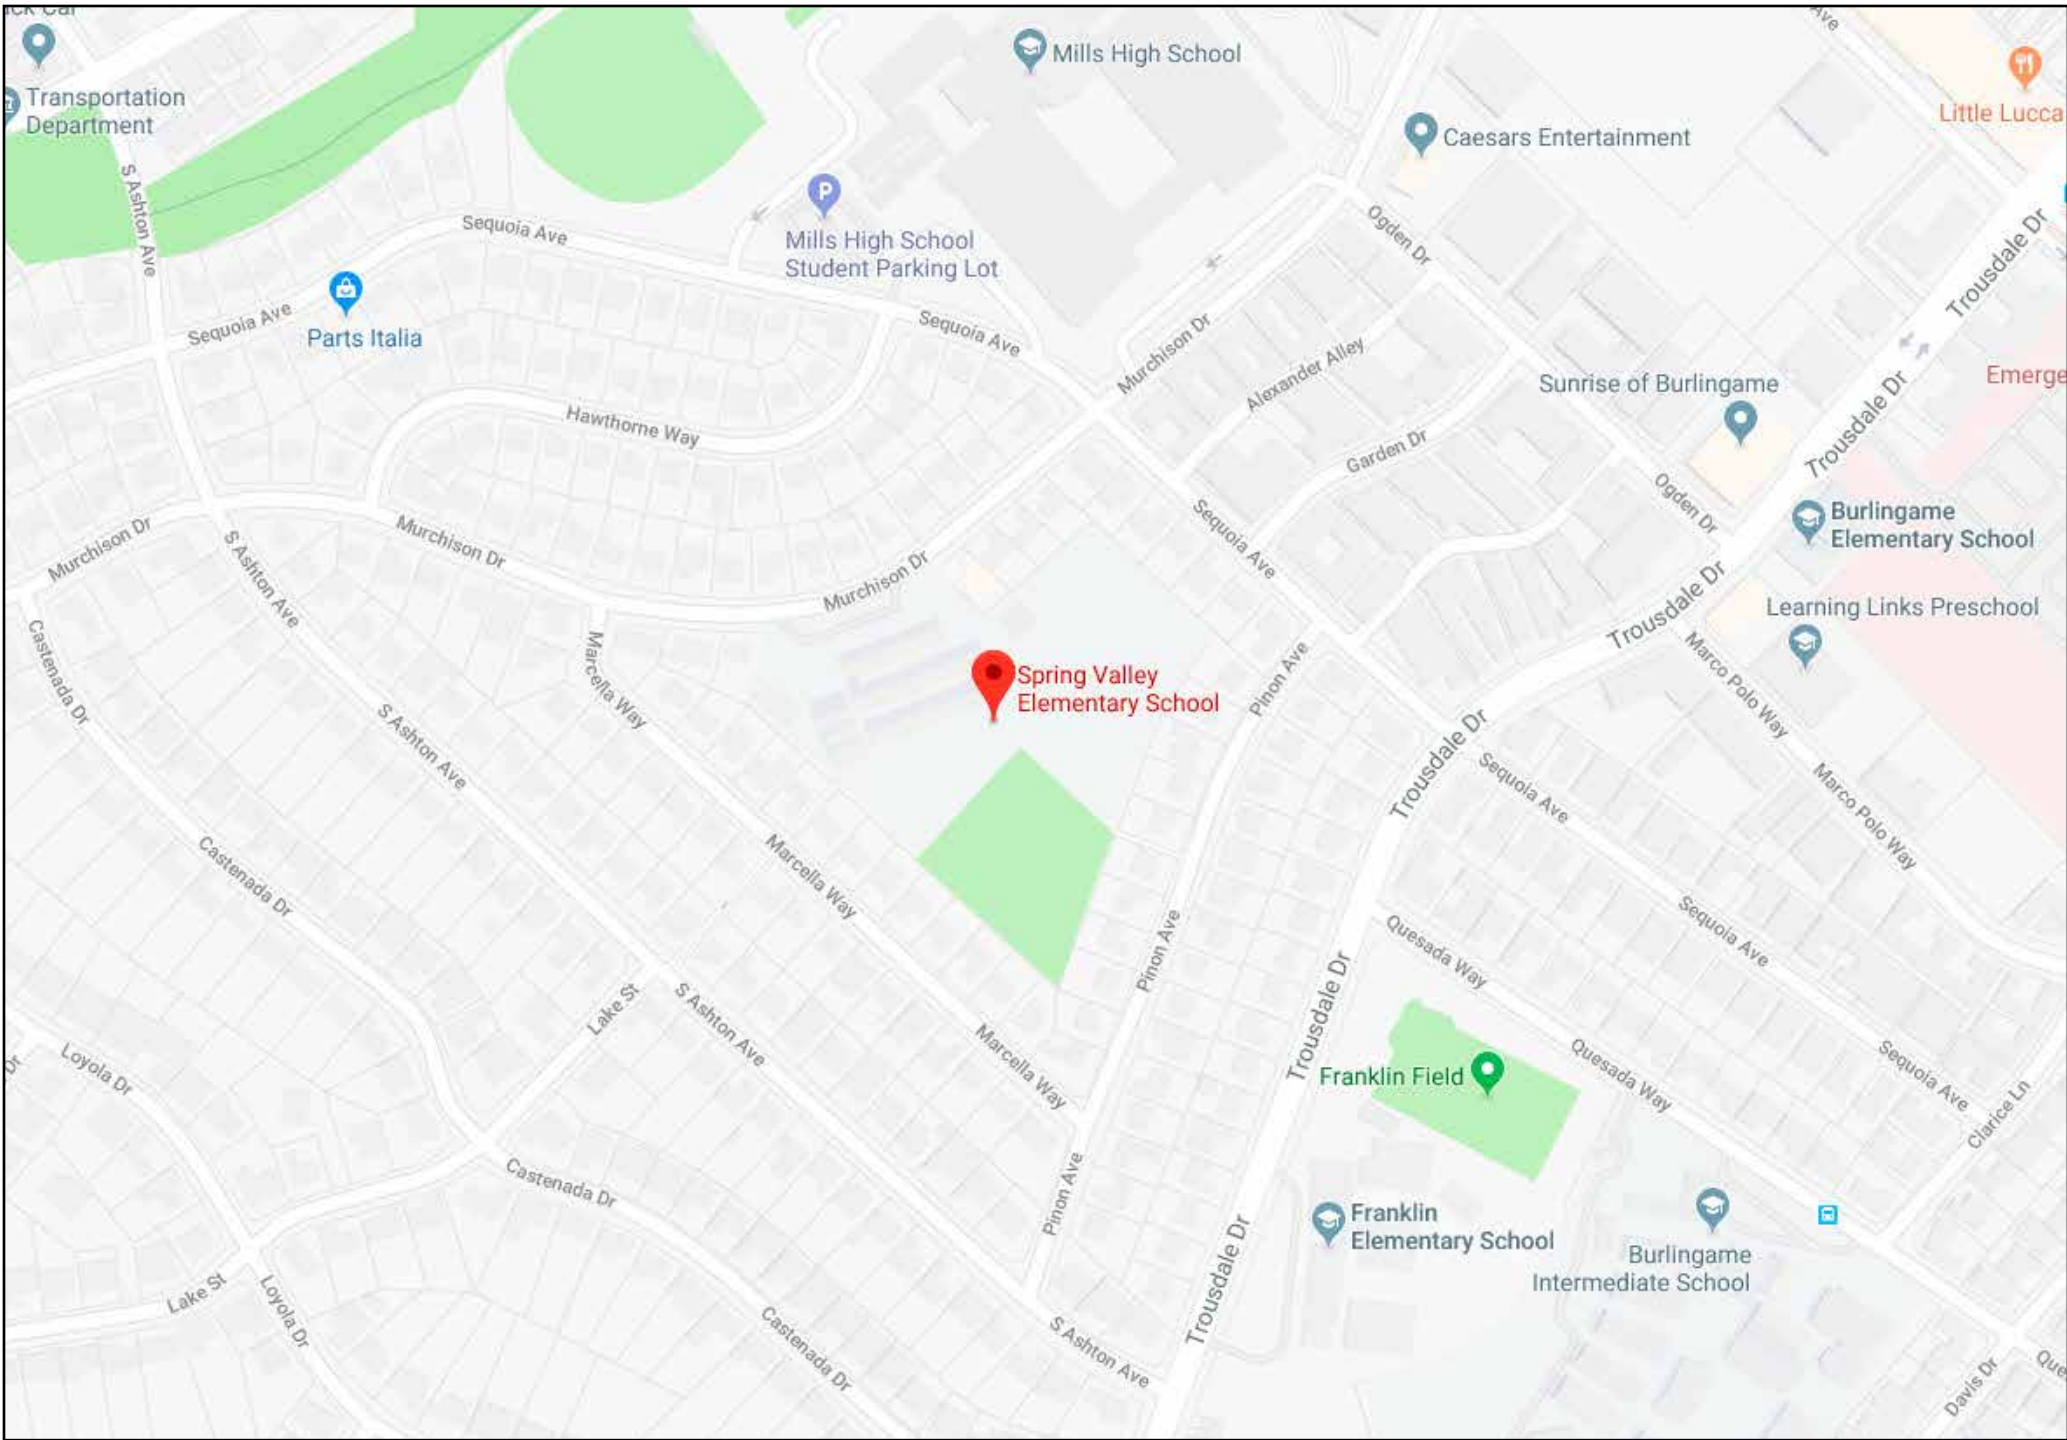 Mills High School
Caesars Entertainment
Little Lucca
Transportation
Department
S Ashton Ave
Sequoia Ave
Mills High School
Student Parking Lot
Ogden Dr
Trousdale Dr
Sequoia Ave
Parts Italia
Sequoia Ave
Murchison Dr
Alexander Alley
Sunrise of Burlingame
Emerge
Trousdale Dr
Hawthorne Way
Garden Dr
Ogden Dr
Burlingame
Elementary School
Murchison Dr
Murchison Dr
S Ashton Ave
Sequoia Ave
Murchison Dr
Trousdale Dr
Learning Links Preschool
Castenada Dr
Marcella Way
Spring Valley
Elementary School
Pinon Ave
Marco Polo Way
S Ashton Ave
Trousdale Dr
Sequoia Ave
Marco Polo Way
Castenada Dr
Marcella Way
Pinon Ave
Quesada Way
Sequoia Ave
Lake St
S Ashton Ave
Trousdale Dr
Loyola Dr
Dr
Marcella Way
Franklin Field
Quesada Way
Sequoia Ave
Clarice Ln
Castenada Dr
Pinon Ave
Franklin
Elementary School
Burlingame
Intermediate School
Lake St
Loyola Dr
Trousdale Dr
Castenada Dr
S Ashton Ave
Davis Dr
Que
Ave